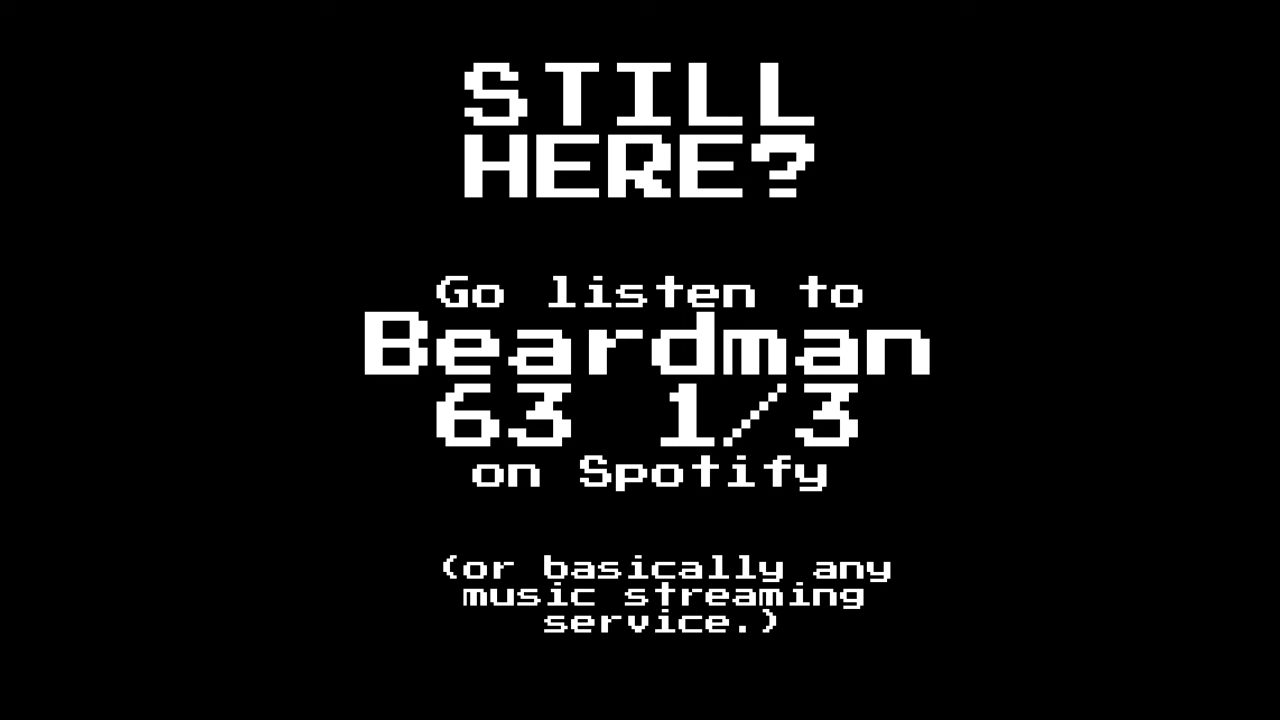 STILL
HERE?
Go listen to
Beardman
63 1/3
on Spotify
(or basically any
music streaming
service.)